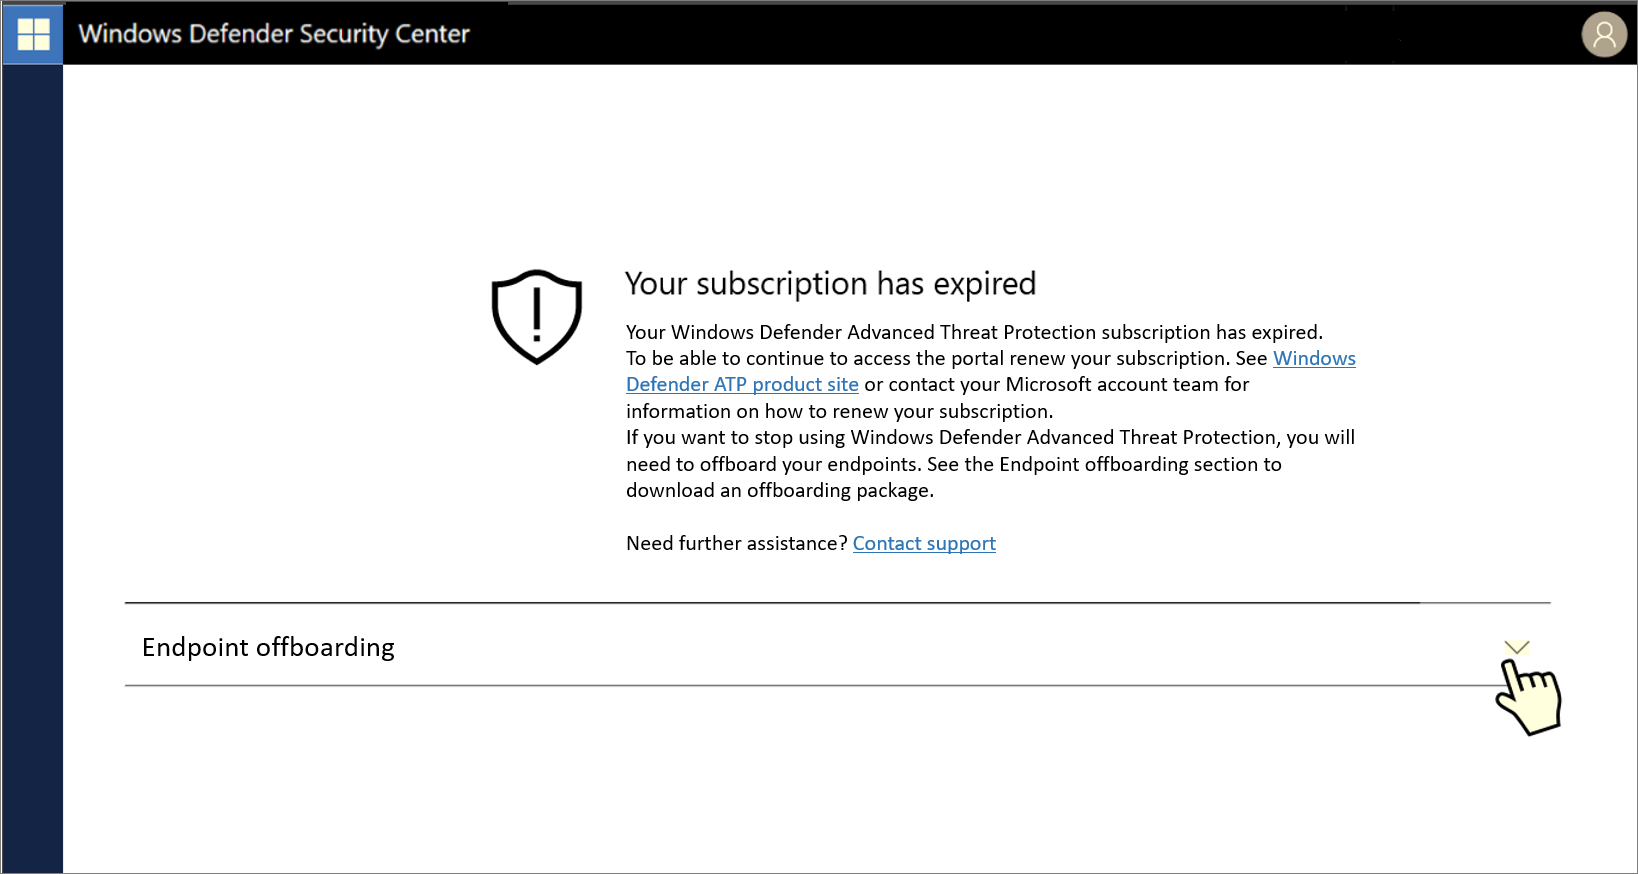 Windows Defender Security Center
Your subscription has expired
Your Windows Defender Advanced Threat Protection subscription has expired.
To be able to continue to access the portal renew your subscription. See Windows
Defender ATP product site or contact your Microsoft account team for
information on how to renew your subscription.
If you want to stop using Windows Defender Advanced Threat Protection, you will
need to offboard your endpoints. See the Endpoint offboarding section to
download an offboarding package.
Need further assistance? Contact support
Endpoint offboarding